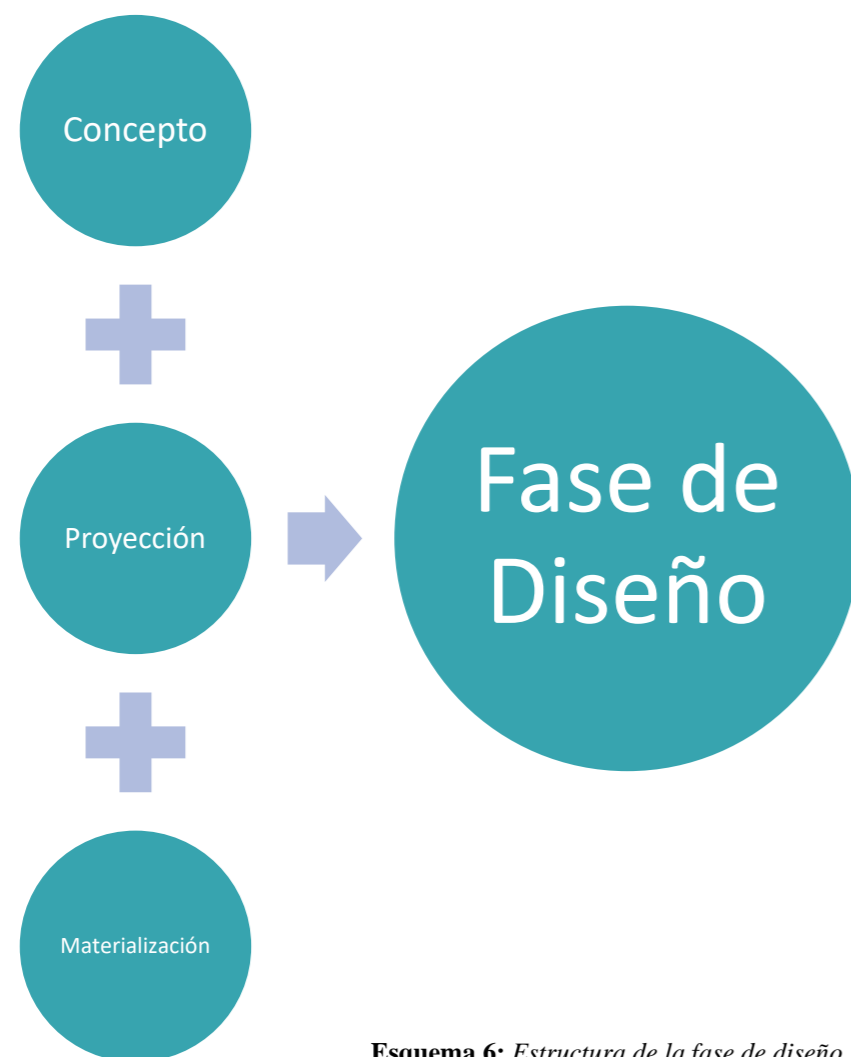 Concepto
Proyección
Materialización
Fase de
Diseño
Esquema 6: Estructura de la fase de diseño